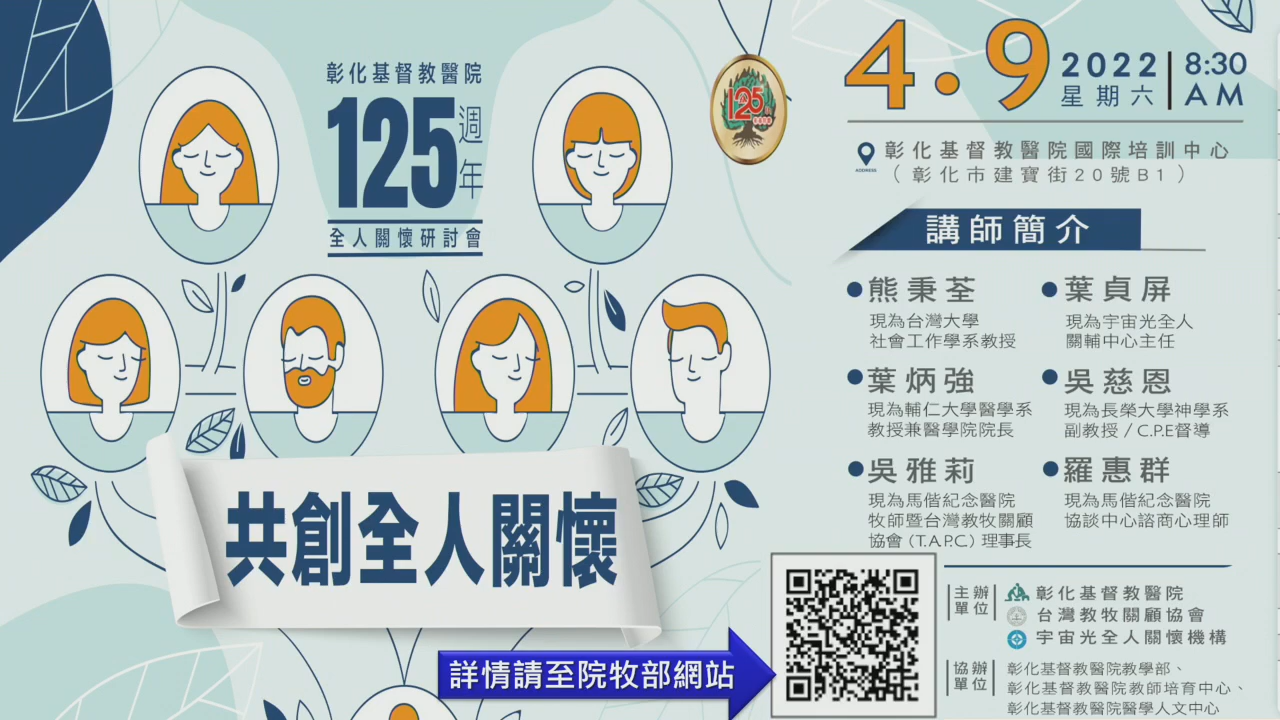 彰化基督教醫院
125週年
全人關懷研討會
125
共創全人關懷
詳情請至院牧部網站
4.9
2022
星期六
8:30
AM
ADDRESS
彰化基督教醫院國際培訓中心
（彰化市建寶街20號B1）
講師簡介
熊秉荃
現為台灣大學
社會工作學系教授
葉貞屏
現為宇宙光全人
關輔中心主任
葉炳強
現為輔仁大學醫學系
教授兼醫學院院長
吳慈恩
現為長榮大學神學系
副教授 / C.P.E督導
吳雅莉
現為馬偕紀念醫院
牧師暨台灣教牧關顧
協會 (T.A.P.C) 理事長
羅惠群
現為馬偕紀念醫院
協談中心諮商心理師
主辦單位
彰化基督教醫院
台灣教牧關顧協會
宇宙光全人關懷機構
協辦單位
彰化基督教醫院教學部、
彰化基督教醫院教師培育中心、
彰化基督教醫院醫學人文中心